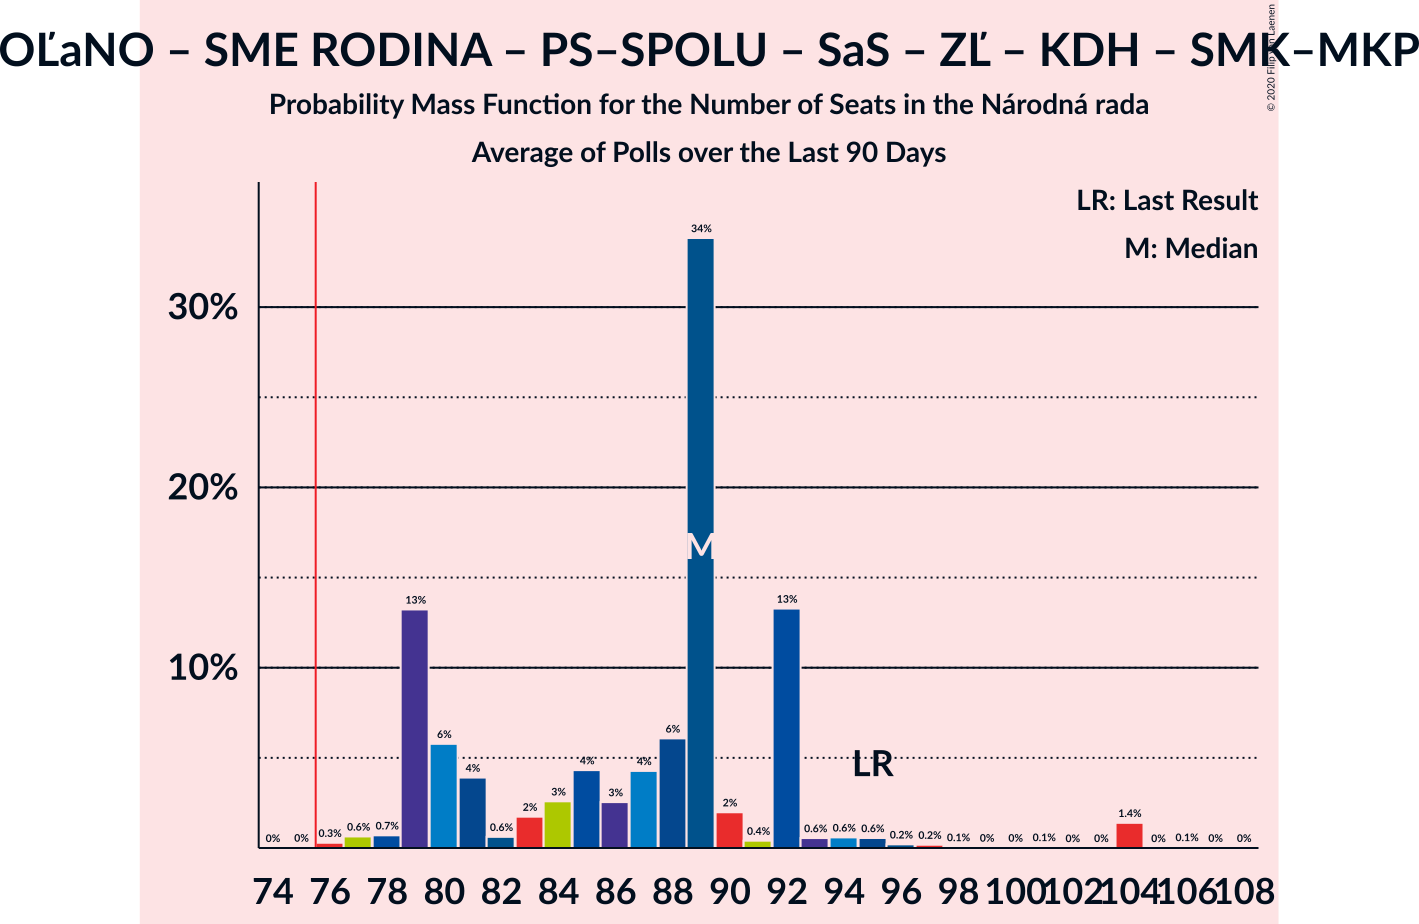 OĽaNO – SME RODINA – PS–SPOLU – SaS – ZĽ – KDH – SMK–MKP
Probability Mass Function for the Number of Seats in the Národná rada
Average of Polls over the Last 90 Days
LR: Last Result
M: Median
30%
20%
10%
0% 0% 0.3% 0.6% 0.7% 13% 6% 4% 0.6% 2% 3% 4% 3% 4% 6% 34% 2% 0.4% 13% 0.6% 0.6% 0.6% 0.2% 0.2% 0.1% 0% 0% 0.1% 0% 0% 1.4% 0% 0.1% 0% 0%
M
LR
74 76 78 80 82 84 86 88 90 92 94 96 98 100 102 104 106 108